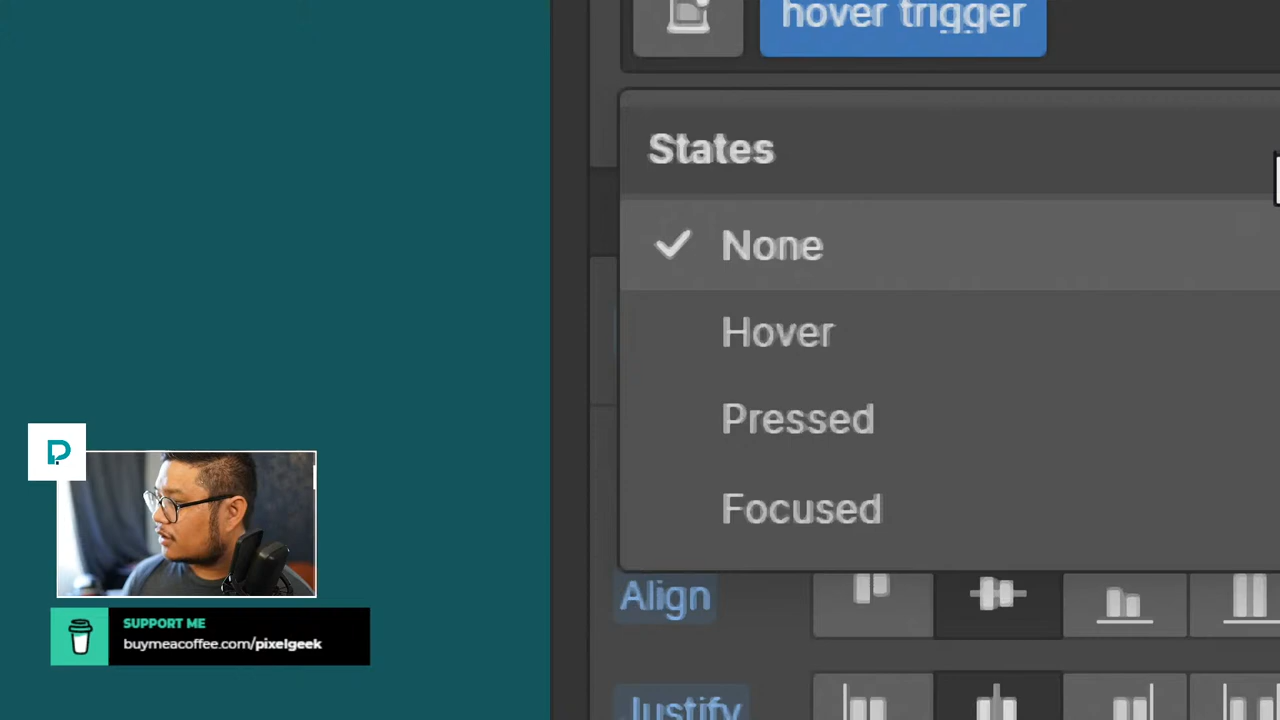 hover trigger
States
None
Hover
Pressed
Focused
Align
Justify
SUPPORT ME
buymeacoffee.com/pixelgeek